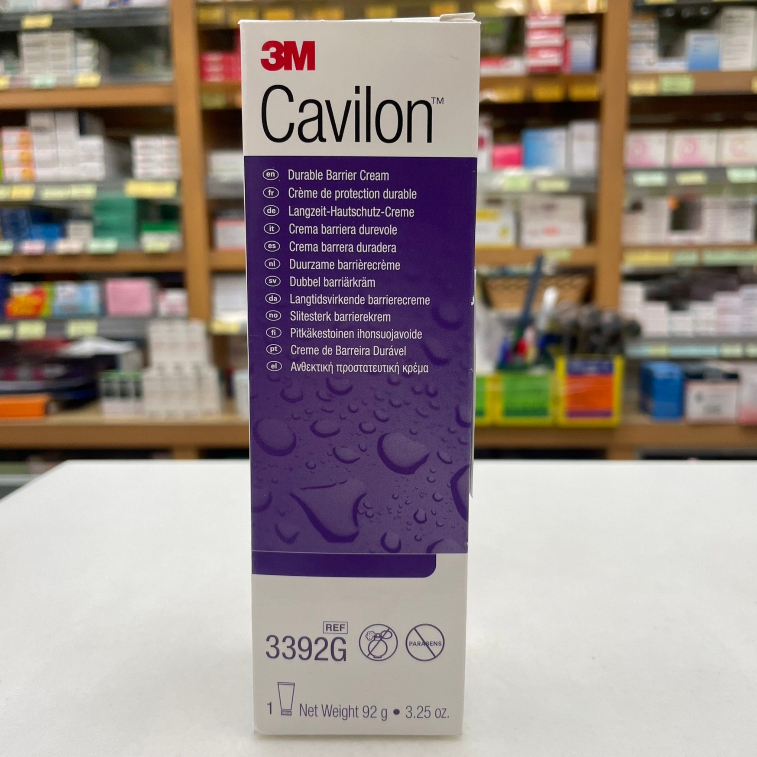 3M
Cavilon™
en Durable Barrier Cream
fr Crème de protection durable
de Langzeit-Hautschutz-Creme
it Crema barriera durevole
es Crema barrera duradera
nl Duurzame barrièrecrème
sv Dubbel barriärkräm
da Langtidsvirkende barrierecreme
no Slitesterk barrierekrem
fi Pitkäkestoinen ihonsuojavoide
pt Creme de Barreira Durável
el Ανθεκτική προστατευτική κρέμα
REF
3392G
PARABENS
1 Net Weight 92 g • 3.25 oz.